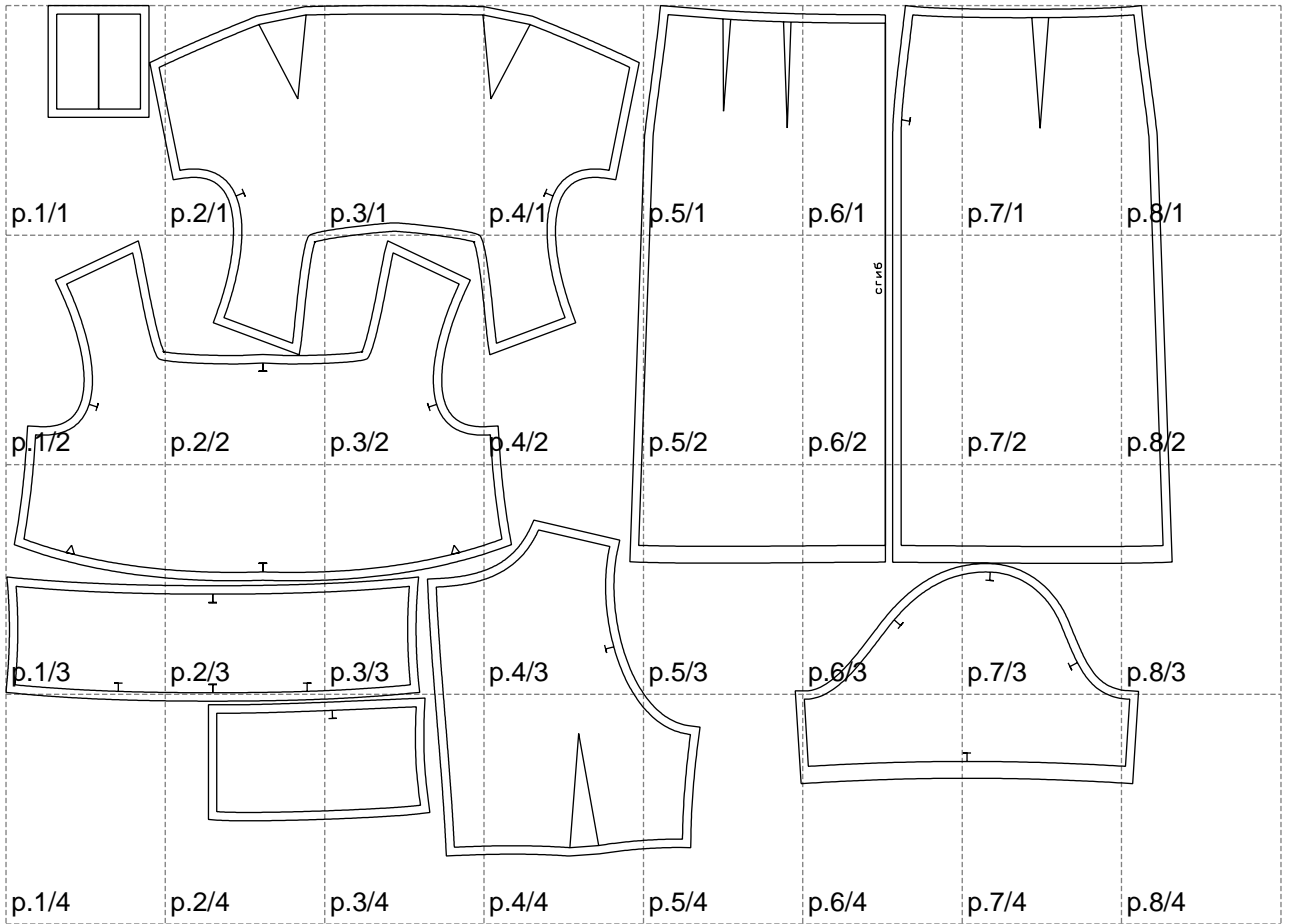 p.1/1 p.2/1 p.3/1 p.4/1 p.5/1 p.6/1 p.7/1 p.8/1
сгиб
p.1/2 p.2/2 p.3/2 p.4/2 p.5/2 p.6/2 p.7/2 p.8/2
p.1/3 p.2/3 p.3/3 p.4/3 p.5/3 p.6/3 p.7/3 p.8/3
p.1/4 p.2/4 p.3/4 p.4/4 p.5/4 p.6/4 p.7/4 p.8/4